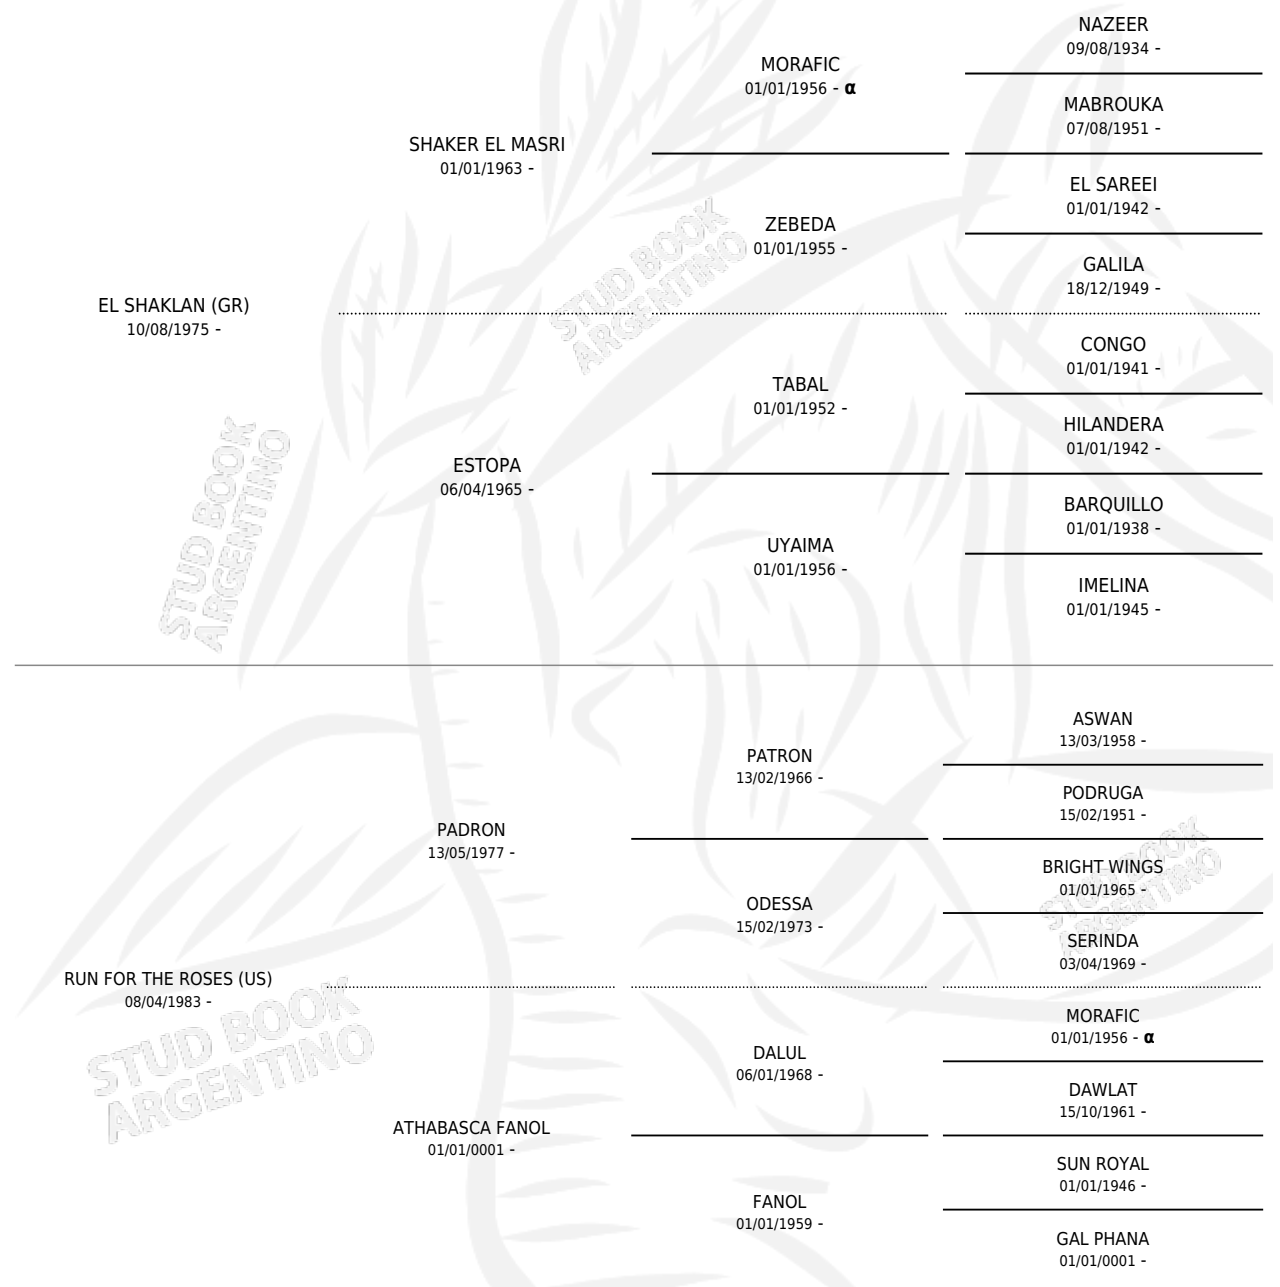 NAZEER
09/08/1934 -
MORAFIC
01/01/1956 - α
MABROUKA
07/08/1951 -
SHAKER EL MASRI
01/01/1963 -
EL SAREEI
01/01/1942 -
ZEBEDA
01/01/1955 -
GALILA
18/12/1949 -
EL SHAKLAN (GR)
10/08/1975 -
CONGO
01/01/1941 -
TABAL
01/01/1952 -
HILANDERA
01/01/1942 -
ESTOPA
06/04/1965 -
BARQUILLO
01/01/1938 -
UYAIMA
01/01/1956 -
IMELINA
01/01/1945 -
ASWAN
13/03/1958 -
PATRON
13/02/1966 -
PODRUGA
15/02/1951 -
PADRON
13/05/1977 -
BRIGHT WINGS
01/01/1965 -
ODESSA
15/02/1973 -
SERINDA
03/04/1969 -
RUN FOR THE ROSES (US)
08/04/1983 -
MORAFIC
01/01/1956 - α
DALUL
06/01/1968 -
DAWLAT
15/10/1961 -
ATHABASCA FANOL
01/01/0001 -
SUN ROYAL
01/01/1946 -
FANOL
01/01/1959 -
GAL PHANA
01/01/0001 -
STUD BOOK
ARGENTINO
STUD BOOK
ARGENTINO
STUD BOOK
ARGENTINO
STUD BOOK
ARGENTINO